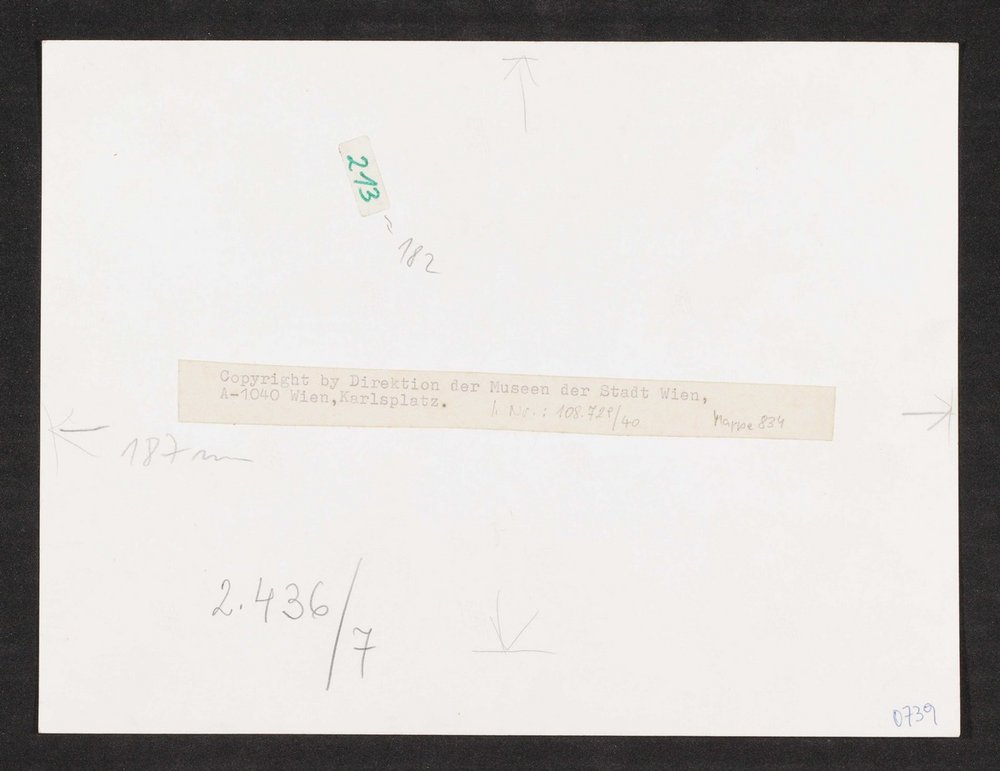 213
182
Copyright by Direktion der Museen der Stadt Wien,
A-1040 Wien,Karlsplatz. I. Nr.: 108.729/40 Mappe 834
187 mm
2.436/7
0739